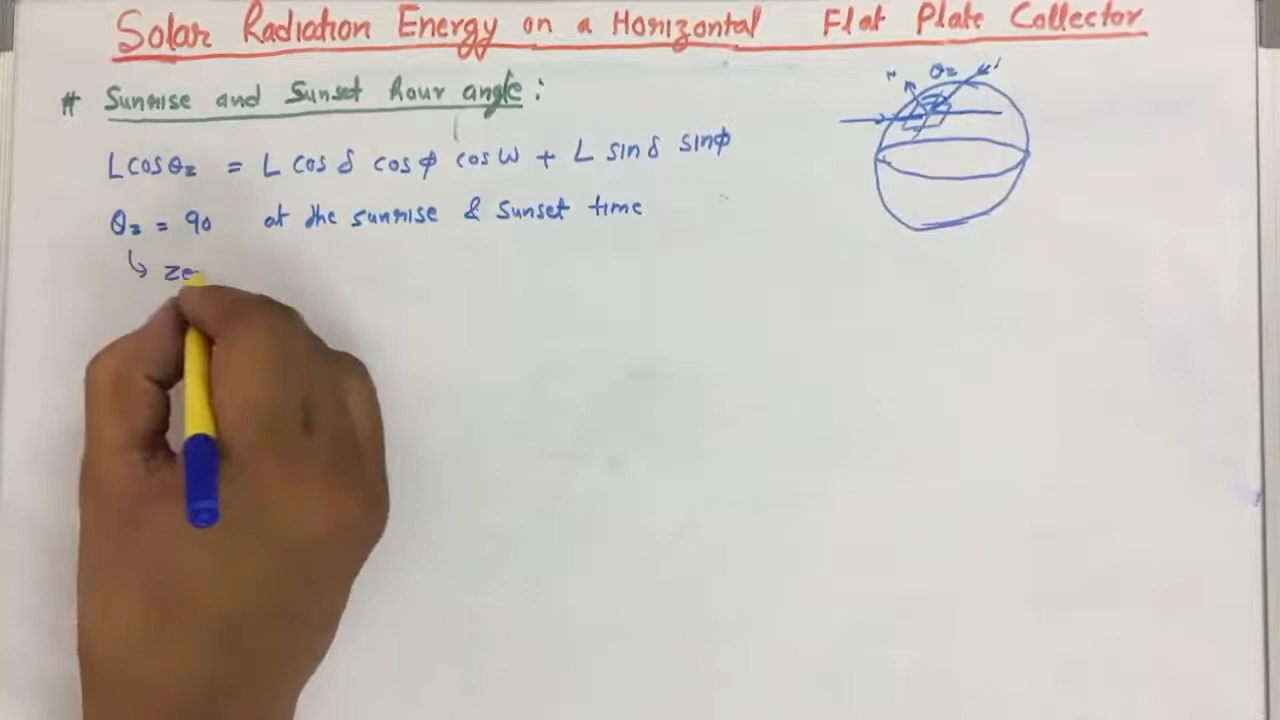 Solar Radiation Energy on a Horizontal Flat Plate Collector
# Sunrise and Sunset hour angle :
L cos θz = L cos δ cos φ cos ω + L sin δ sin φ
θz = 90 at the sunrise & sunset time
↳ ze
θz